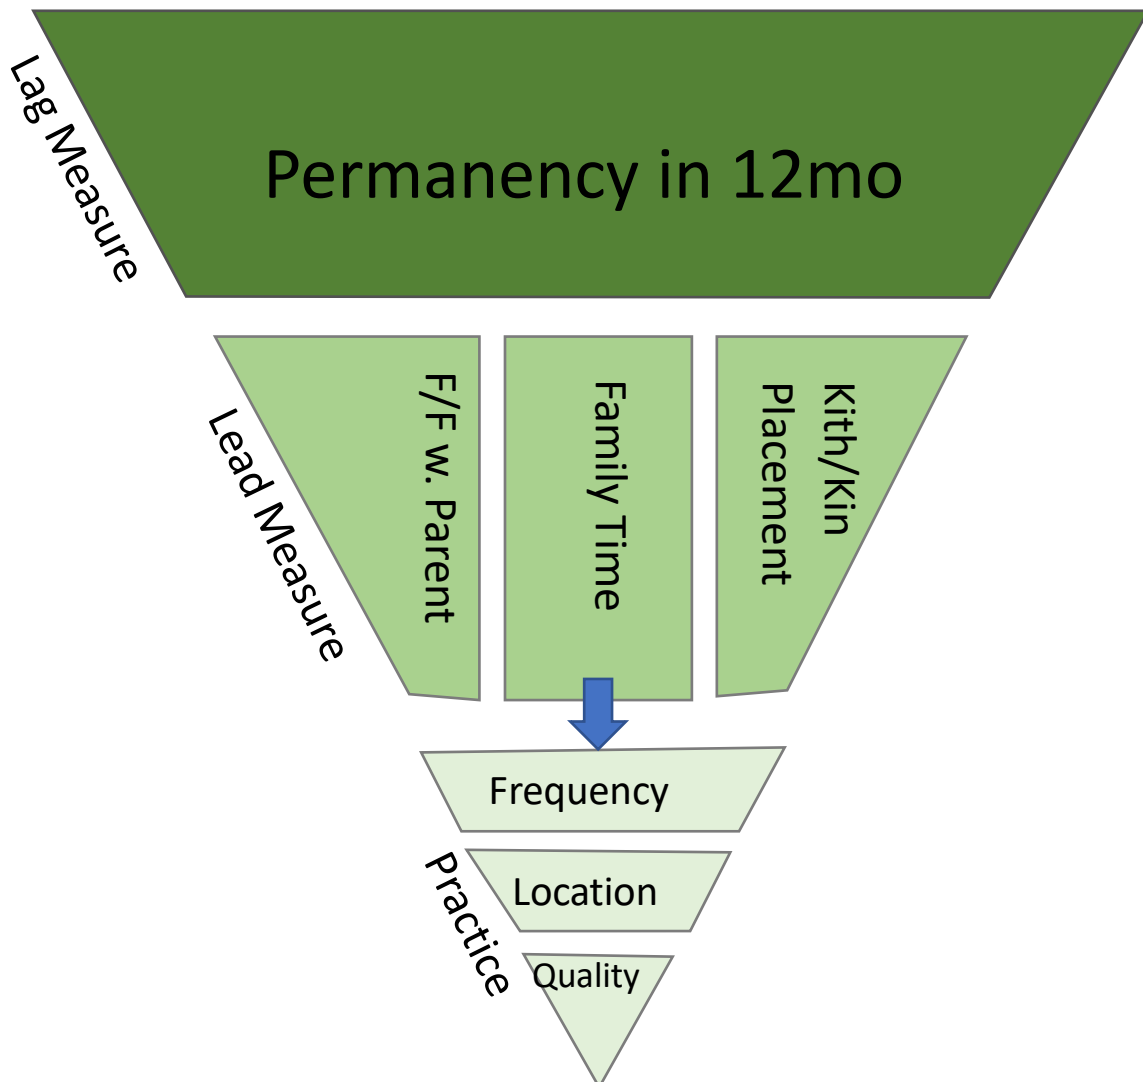 Lag Measure
Permanency in 12mo
Lead Measure
F/F w. Parent
Family Time
Kith/Kin
Placement
Practice
Frequency
Location
Quality